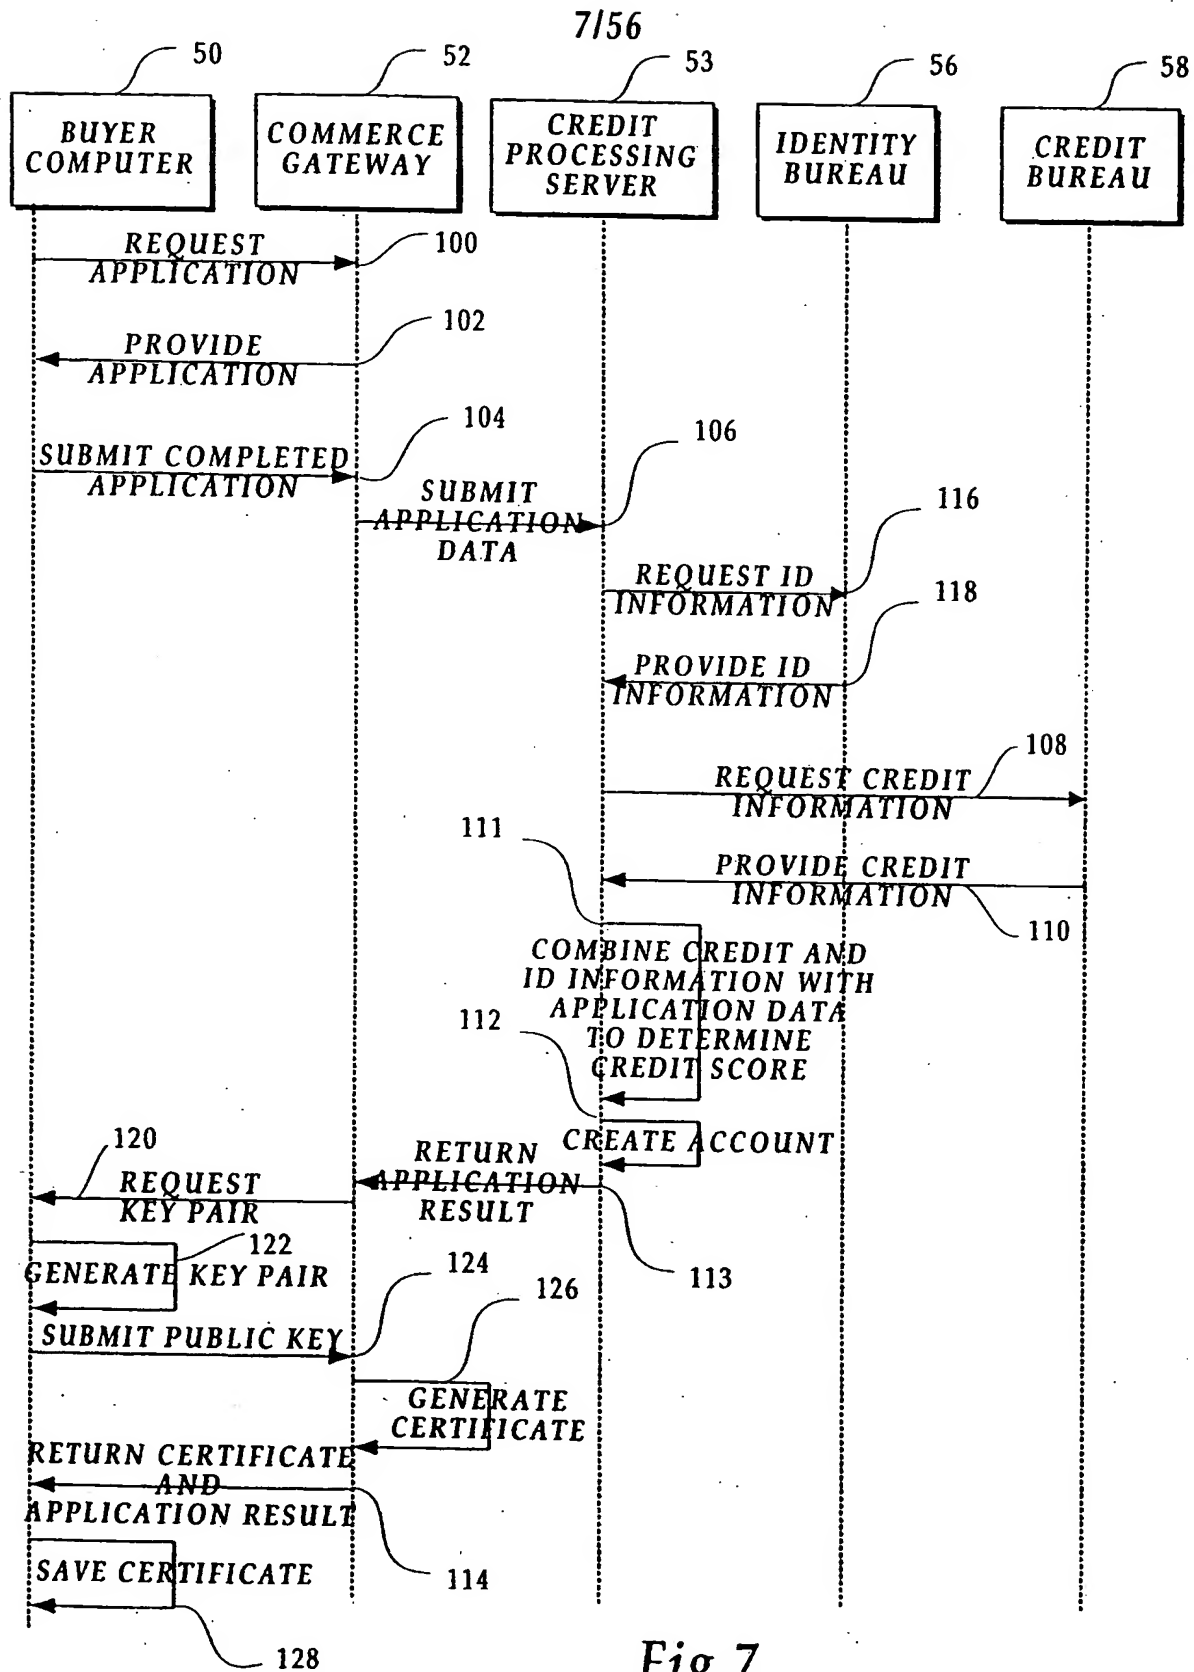 7/56
50
52
53
56
58
BUYER
COMPUTER
COMMERCE
GATEWAY
CREDIT
PROCESSING
SERVER
IDENTITY
BUREAU
CREDIT
BUREAU
REQUEST
APPLICATION
100
PROVIDE
APPLICATION
102
SUBMIT COMPLETED
APPLICATION
104
SUBMIT
APPLICATION
DATA
106
REQUEST ID
INFORMATION
116
PROVIDE ID
INFORMATION
118
REQUEST CREDIT
INFORMATION
108
PROVIDE CREDIT
INFORMATION
110
111
COMBINE CREDIT AND
ID INFORMATION WITH
APPLICATION DATA
TO DETERMINE
CREDIT SCORE
112
CREATE ACCOUNT
RETURN
APPLICATION
RESULT
113
120
REQUEST
KEY PAIR
122
GENERATE KEY PAIR
SUBMIT PUBLIC KEY
124
126
GENERATE
CERTIFICATE
RETURN CERTIFICATE
AND
APPLICATION RESULT
114
SAVE CERTIFICATE
128
Fig 7